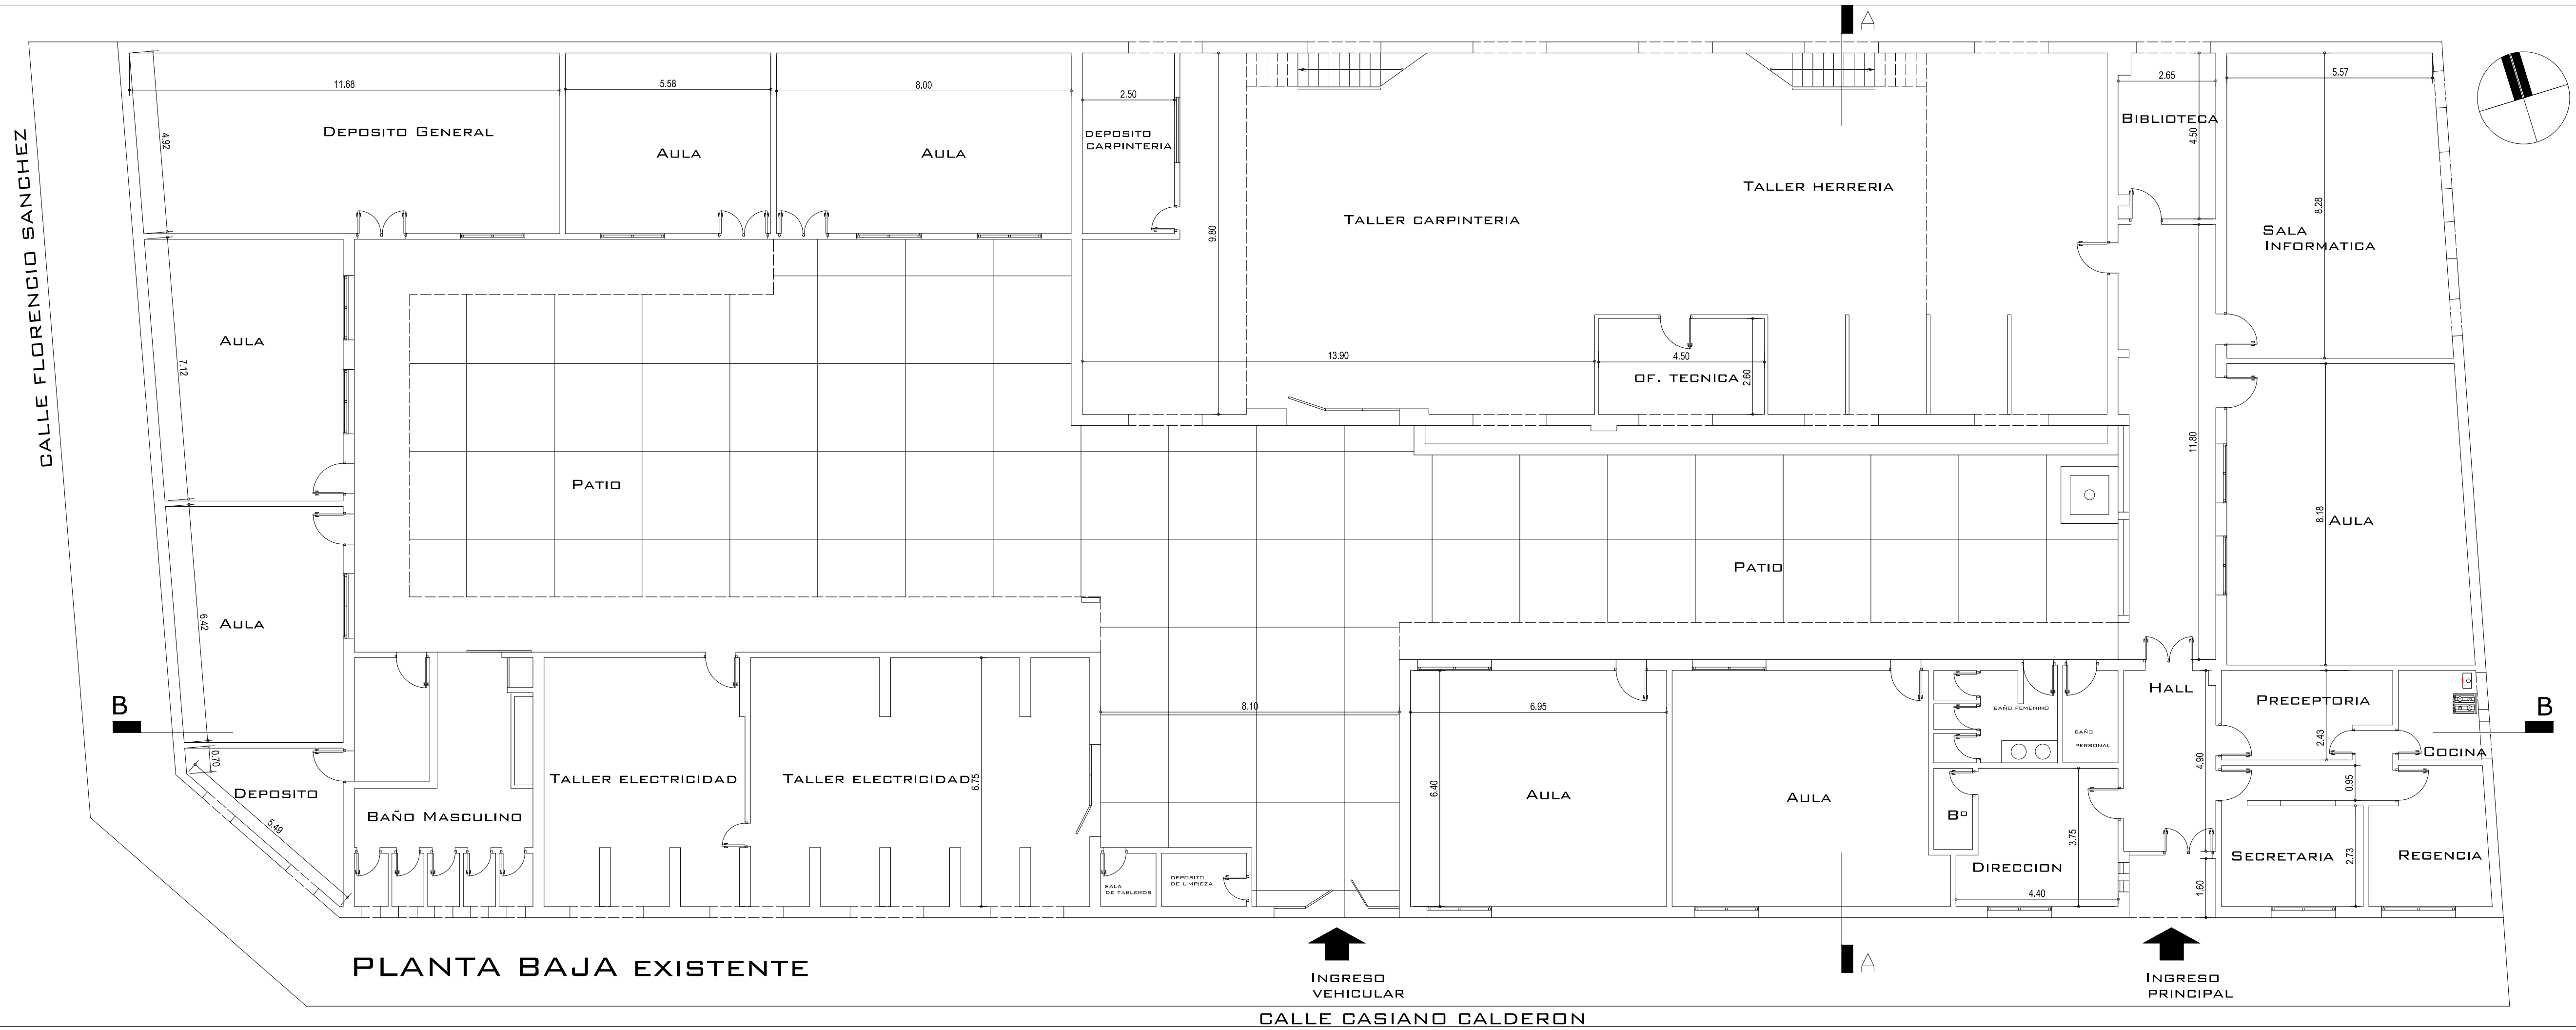 A
11.68
5.58
8.00
2.50
2.65
5.57
DEPOSITO GENERAL
4.92
AULA
AULA
DEPOSITO
CARPINTERIA
TALLER CARPINTERIA
TALLER HERRERIA
BIBLIOTECA
4.50
SALA
INFORMATICA
8.28
9.80
CALLE FLORENCIO SANCHEZ
AULA
7.12
13.90
4.50
OF. TECNICA
2.60
11.80
PATIO
8.18
AULA
PATIO
AULA
6.42
B
0.70
DEPOSITO
5.49
BAÑO MASCULINO
TALLER ELECTRICIDAD
TALLER ELECTRICIDAD
6.75
8.10
6.95
6.40
AULA
AULA
BAÑO FEMENINO
BAÑO
PERSONAL
HALL
4.90
PRECEPTORIA
2.43
COCINA
B
0.95
Bº
3.75
DIRECCION
4.40
1.60
SECRETARIA
2.73
REGENCIA
SALA
DE TABLEROS
DEPOSITO
DE LIMPIEZA
PLANTA BAJA EXISTENTE
INGRESO
VEHICULAR
A
INGRESO
PRINCIPAL
CALLE CASIANO CALDERON